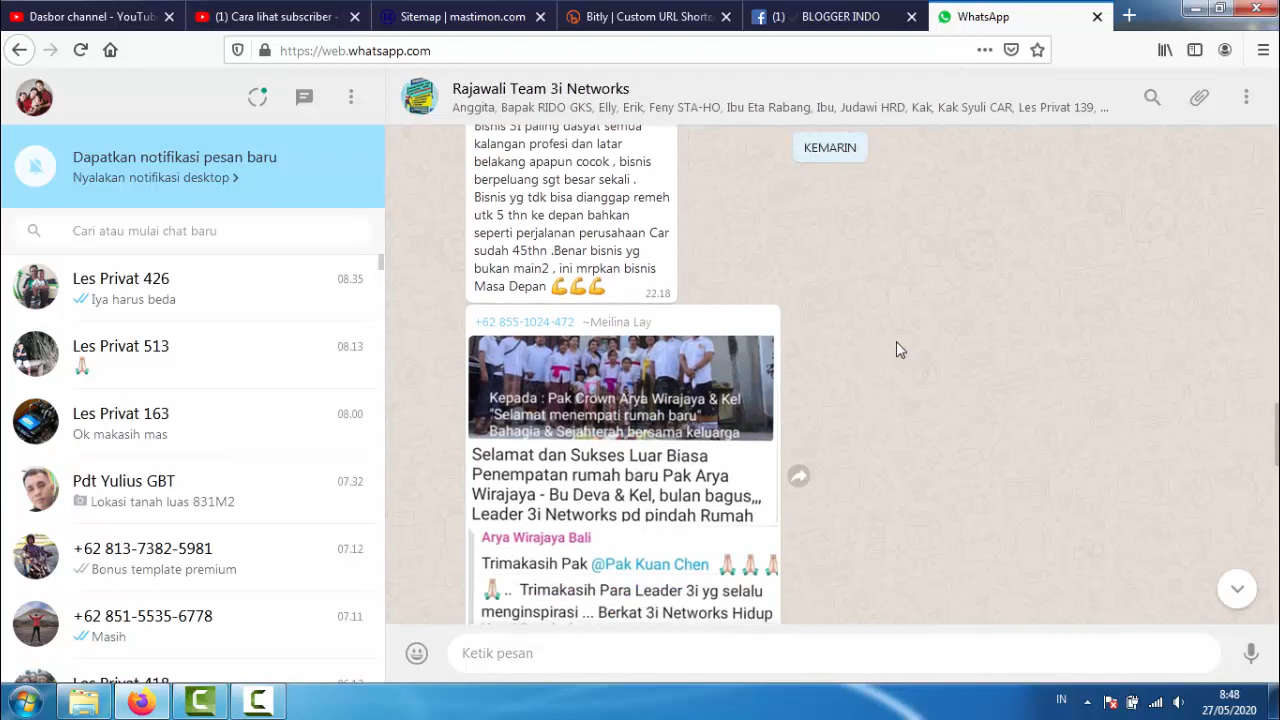 Dasbor channel - YouTu
(1) Cara lihat subscriber -
Sitemap | mastimon.com
Bitly | Custom URL Shorte
(1) ✓ BLOGGER INDO
WhatsApp
https://web.whatsapp.com
Rajawali Team 3i Networks
Anggita, Bapak RIDO GKS, Elly, Erik, Feny STA-HO, Ibu Eta Rabang, Ibu, Judawi HRD, Kak, Kak Syuli CAR, Les Privat 139, ...
Dapatkan notifikasi pesan baru
Nyalakan notifikasi desktop >
Cari atau mulai chat baru
Les Privat 426
08.35
Iya harus beda
Les Privat 513
08.13
🙏🏻
Les Privat 163
08.00
Ok makasih mas
Pdt Yulius GBT
07.32
Lokasi tanah luas 831M2
+62 813-7382-5981
07.12
Bonus template premium
+62 851-5535-6778
07.11
Masih
Les Privat 418
KEMARIN
bisnis 3i paling dasyat semua
kalangan profesi dan latar
belakang apapun cocok , bisnis
berpeluang sgt besar sekali .
Bisnis yg tdk bisa dianggap remeh
utk 5 thn ke depan bahkan
seperti perjalanan perusahaan Car
sudah 45thn .Benar bisnis yg
bukan main2 , ini mrpkan bisnis
Masa Depan 💪💪💪
22.18
+62 855-1024-472 ~Meilina Lay
Kepada : Pak Crown Arya Wirajaya & Kel
"Selamat menempati rumah baru"
Bahagia & Sejahterah bersama keluarga
Selamat dan Sukses Luar Biasa
Penempatan rumah baru Pak Arya
Wirajaya - Bu Deva & Kel, bulan bagus,,,
Leader 3i Networks pd pindah Rumah
Arya Wirajaya Bali
Trimakasih Pak @Pak Kuan Chen 🙏🏻🙏🏻🙏🏻
🙏🏻.. Trimakasih Para Leader 3i yg selalu
menginspirasi ... Berkat 3i Networks Hidup
Ketik pesan
IN
8:48
27/05/2020